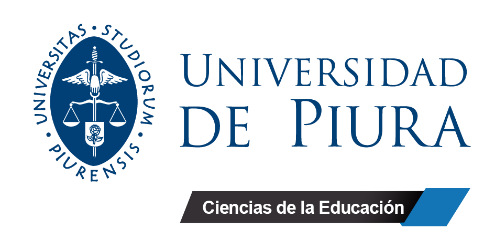 UNIVERSITAS · STUDIORUM · PIURENSIS ·
UNIVERSIDAD
DE PIURA
Ciencias de la Educación